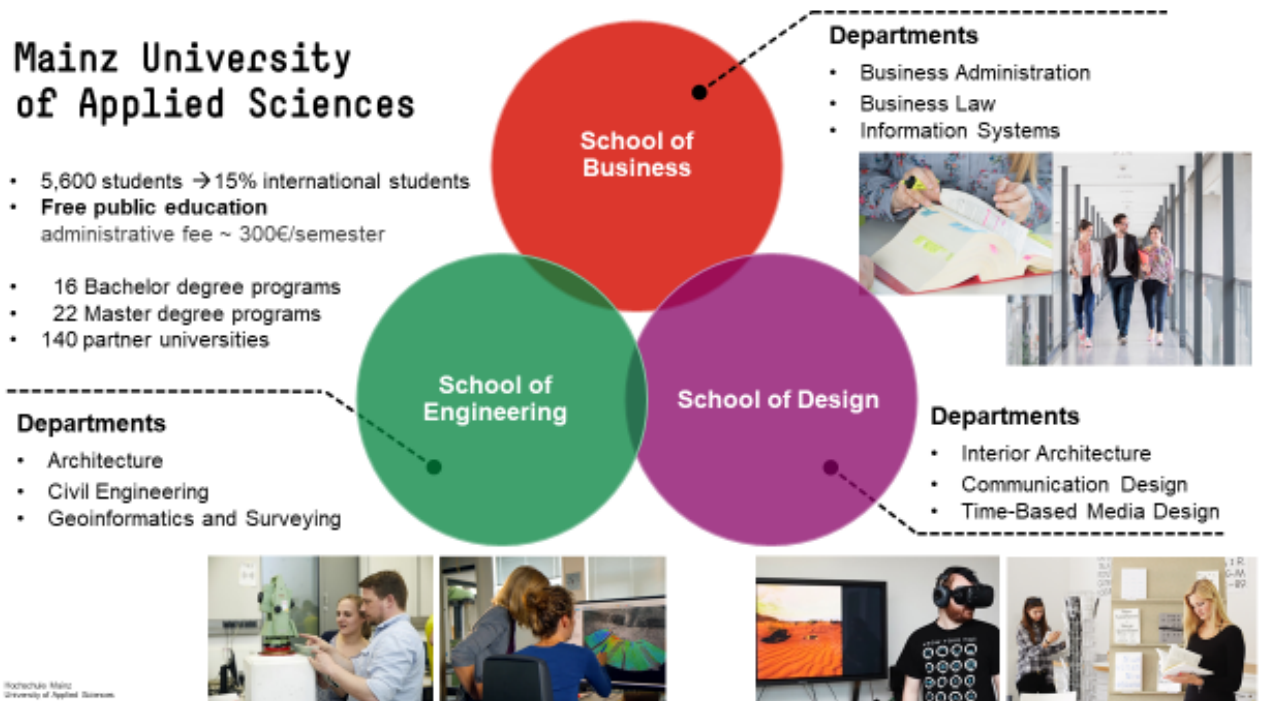 Mainz University
of Applied Sciences
• 5,600 students →15% international students
• Free public education
administrative fee ~ 300€/semester
• 16 Bachelor degree programs
• 22 Master degree programs
• 140 partner universities
School of
Business
Departments
• Business Administration
• Business Law
• Information Systems
School of
Engineering
Departments
• Architecture
• Civil Engineering
• Geoinformatics and Surveying
School of Design
Departments
• Interior Architecture
• Communication Design
• Time-Based Media Design
Hochschule Mainz
University of Applied Sciences